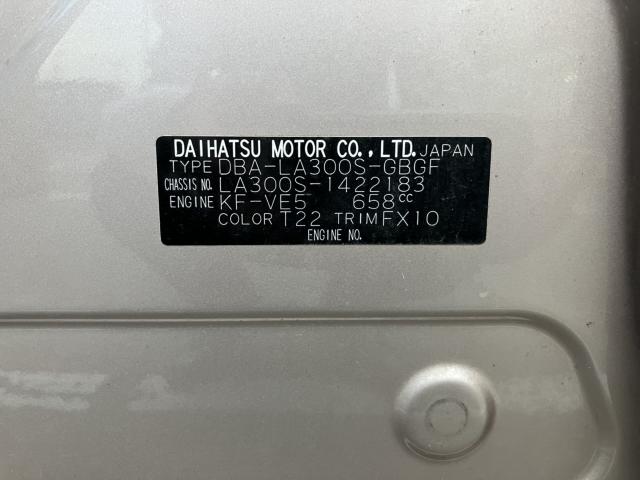 DAIHATSU MOTOR CO., LTD. JAPAN
TYPE DBA-LA300S-GBGF
CHASSIS NO. LA300S-1422183
ENGINE KF-VE5 658cc
COLOR T22 TRIM FX10
ENGINE NO.